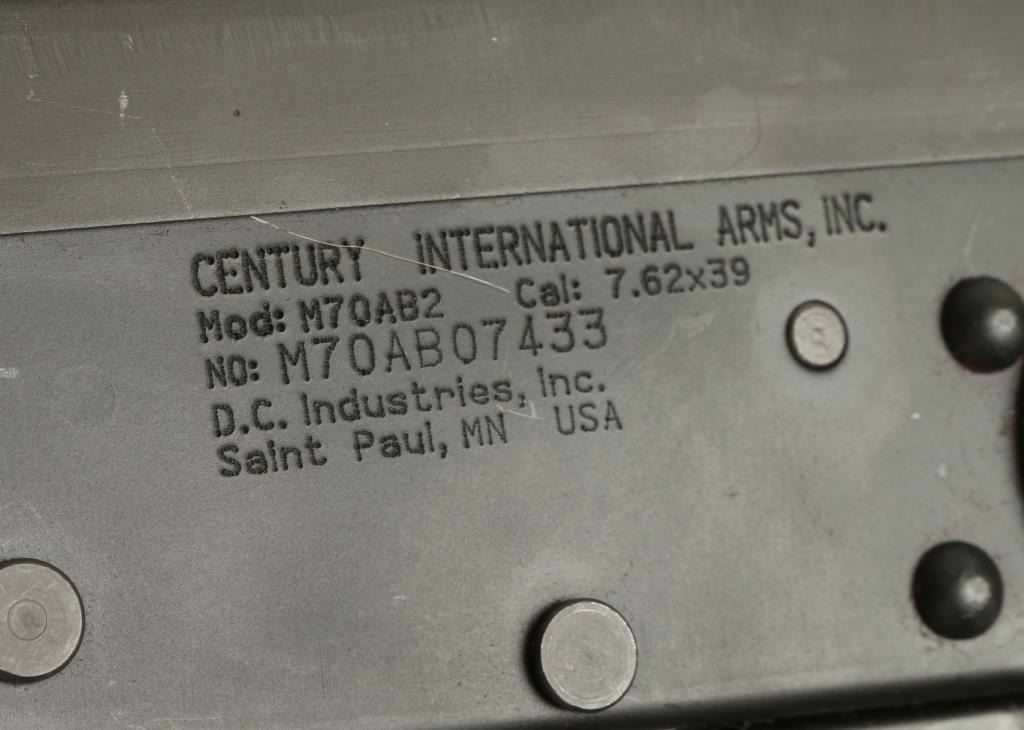 CENTURY INTERNATIONAL ARMS, INC.
Mod: M70AB2 Cal: 7.62x39
NO: M70AB07433
D.C. Industries, Inc.
Saint Paul, MN USA